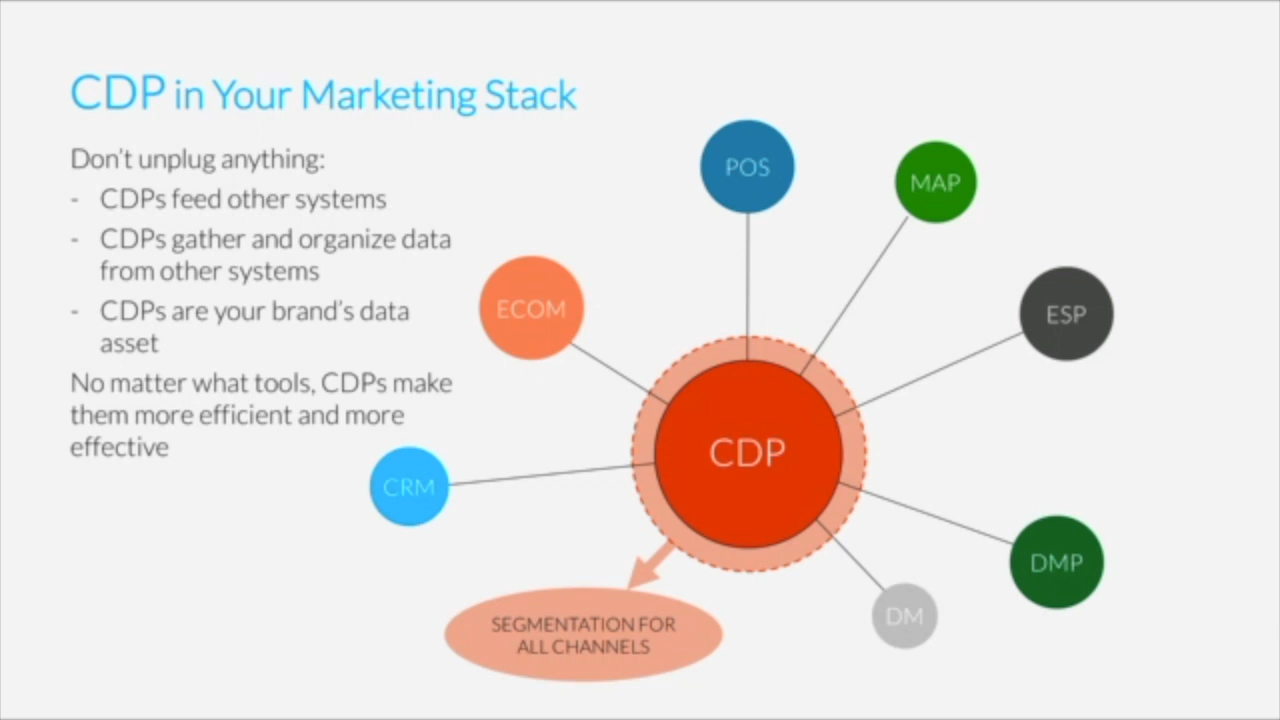 CDP in Your Marketing Stack
Don't unplug anything:
- CDPs feed other systems
- CDPs gather and organize data
from other systems
- CDPs are your brand's data
asset
No matter what tools, CDPs make
them more efficient and more
effective
POS
MAP
ECOM
ESP
CDP
CRM
DMP
DM
SEGMENTATION FOR
ALL CHANNELS